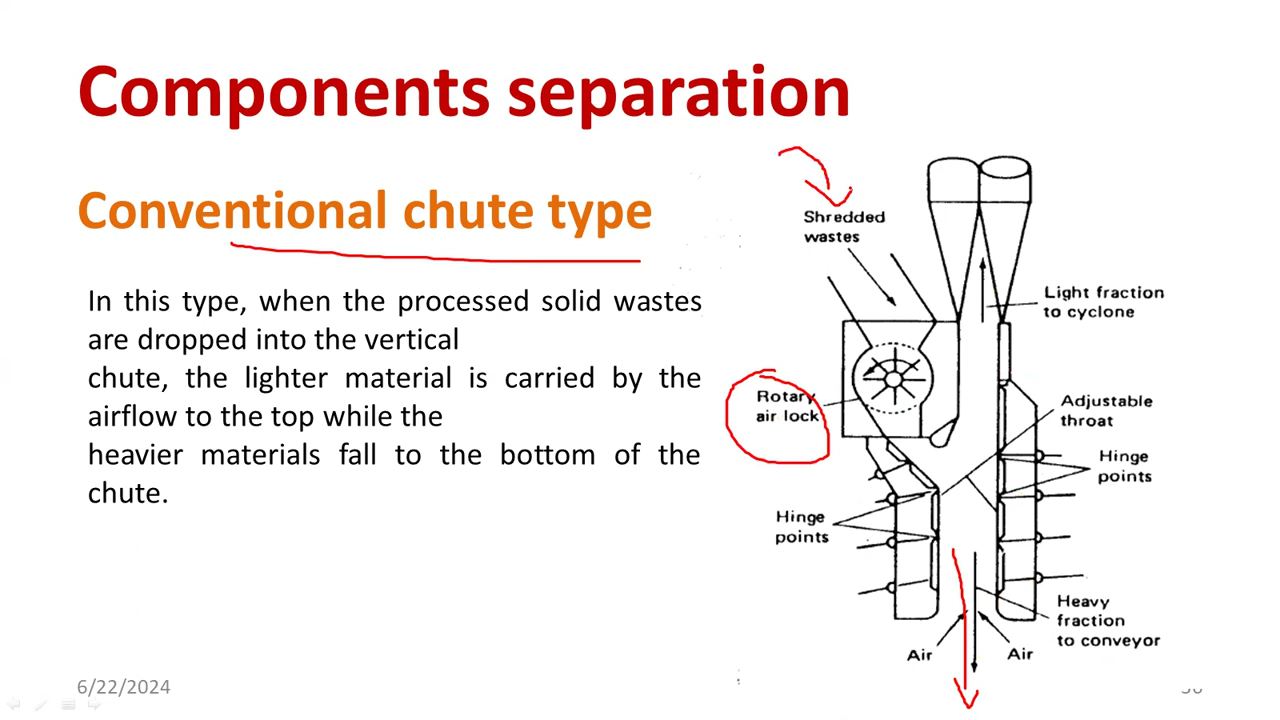 Components separation
Conventional chute type
In this type, when the processed solid wastes
are dropped into the vertical
chute, the lighter material is carried by the
airflow to the top while the
heavier materials fall to the bottom of the
chute.
Shredded
wastes
Light fraction
to cyclone
Rotary
air lock
Adjustable
throat
Hinge
points
Hinge
points
Heavy
fraction
to conveyor
Air
Air
6/22/2024